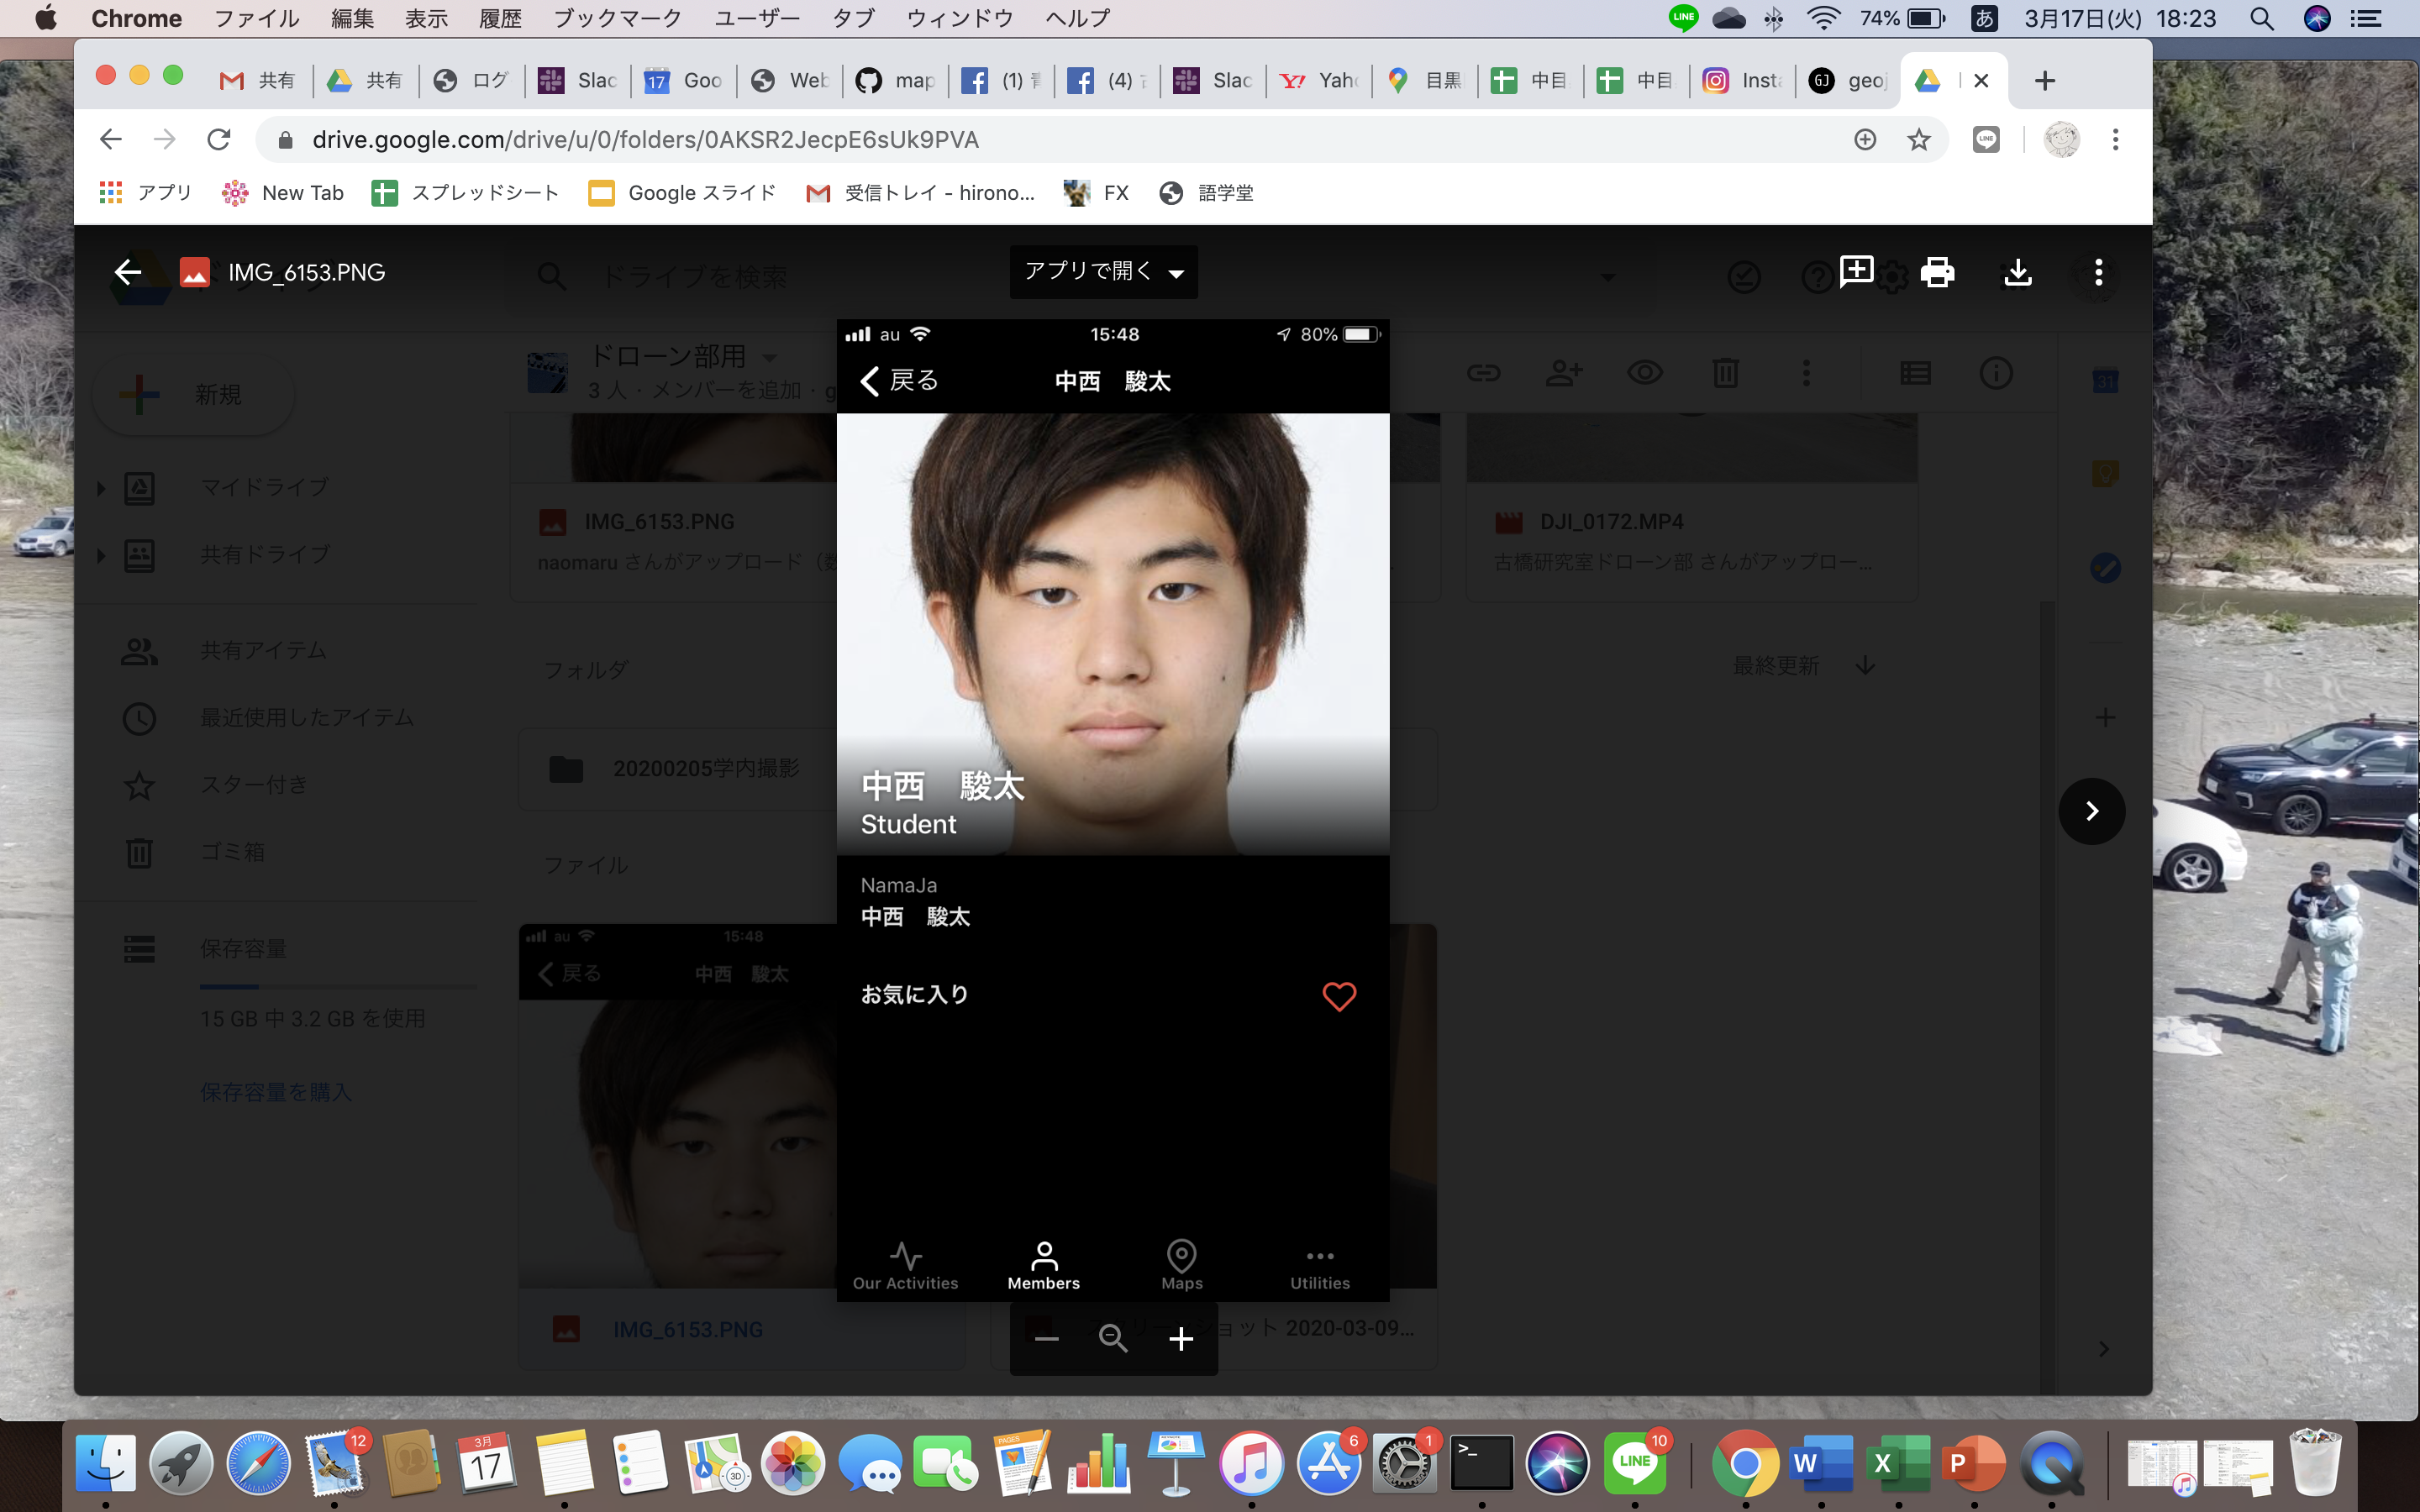 Chrome ファイル 編集 表示 履歴 ブックマーク ユーザー タブ ウィンドウ ヘルプ
LINE 74% あ 3月17日(火) 18:23
共有 共有 ログ Slac 17 Goo Web map (1) (4) Slac Y! Yaho 目黒 中目 中目 Insta GJ geoj
drive.google.com/drive/u/0/folders/0AKSR2JecpE6sUk9PVA
LINE
アプリ New Tab スプレッドシート Google スライド 受信トレイ - hirono... FX 語学堂
IMG_6153.PNG
ドライブを検索
アプリで開く
au 15:48 80%
戻る 中西 駿太
ドローン部用
3 人・メンバーを追加・g
31
新規
マイドライブ
共有ドライブ
共有アイテム
最近使用したアイテム
スター付き
ゴミ箱
保存容量
15 GB 中 3.2 GB を使用
保存容量を購入
IMG_6153.PNG
naomaru さんがアップロード（数
DJI_0172.MP4
古橋研究室ドローン部 さんがアップロー...
フォルダ
最終更新
20200205学内撮影
ファイル
中西 駿太
Student
NamaJa
中西 駿太
お気に入り
au 15:48
戻る 中西 駿太
Our Activities Members Maps Utilities
IMG_6153.PNG
リーンショット 2020-03-09...
12 3月 17 3D PAGES 6 1 >_ LINE 10 W X P